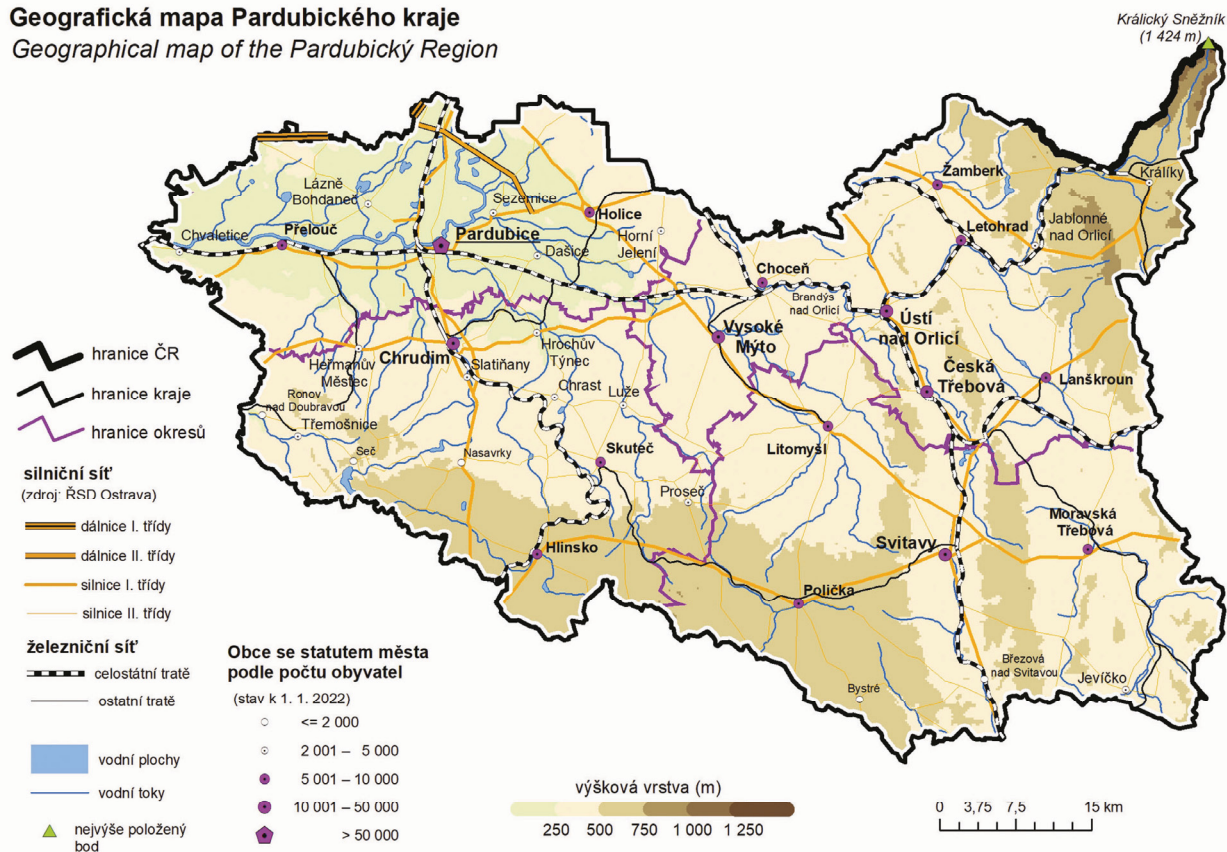 Geografická mapa Pardubického kraje
Geographical map of the Pardubický Region
Králický Sněžník
(1 424 m)
Žamberk
Králíky
Lázně
Bohdaneč
Sezemice
Holice
Letohrad
Jablonné
nad Orlicí
Chvaletice
Přelouč
Pardubice
Dašice
Horní
Jelení
Choceň
Brandýs
nad Orlicí
Ústí
nad Orlicí
Vysoké
Mýto
Hrochův
Týnec
Chrudim
Heřmanův
Městec
Slatiňany
Chrast
Luže
Česká
Třebová
Lanškroun
Ronov
nad Doubravou
Třemošnice
Seč
Nasavrky
Skuteč
Litomyšl
Proseč
Moravská
Třebová
Hlinsko
Svitavy
Polička
Březová
nad Svitavou
Jevíčko
Bystré
hranice ČR
hranice kraje
hranice okresů
silniční síť
(zdroj: ŘSD Ostrava)
dálnice I. třídy
dálnice II. třídy
silnice I. třídy
silnice II. třídy
železniční síť
celostátní tratě
ostatní tratě
vodní plochy
vodní toky
nejvýše položený
bod
Obce se statutem města
podle počtu obyvatel
(stav k 1. 1. 2022)
<= 2 000
2 001 – 5 000
5 001 – 10 000
10 001 – 50 000
> 50 000
výšková vrstva (m)
250 500 750 1 000 1 250
0 3,75 7,5 15 km